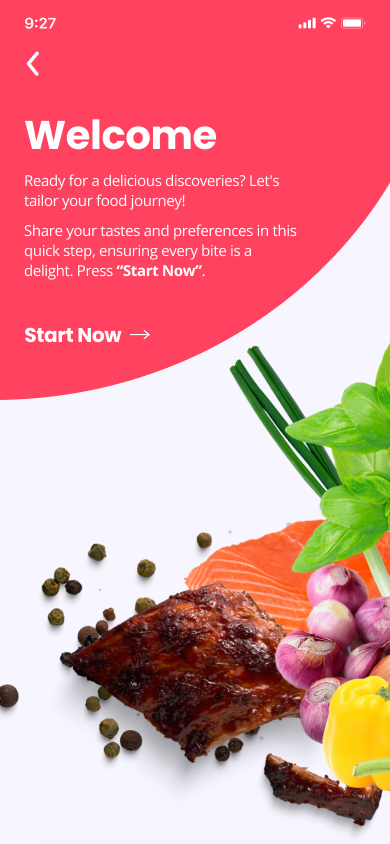 9:27
Welcome
Ready for a delicious discoveries? Let's
tailor your food journey!
Share your tastes and preferences in this
quick step, ensuring every bite is a
delight. Press “Start Now”.
Start Now